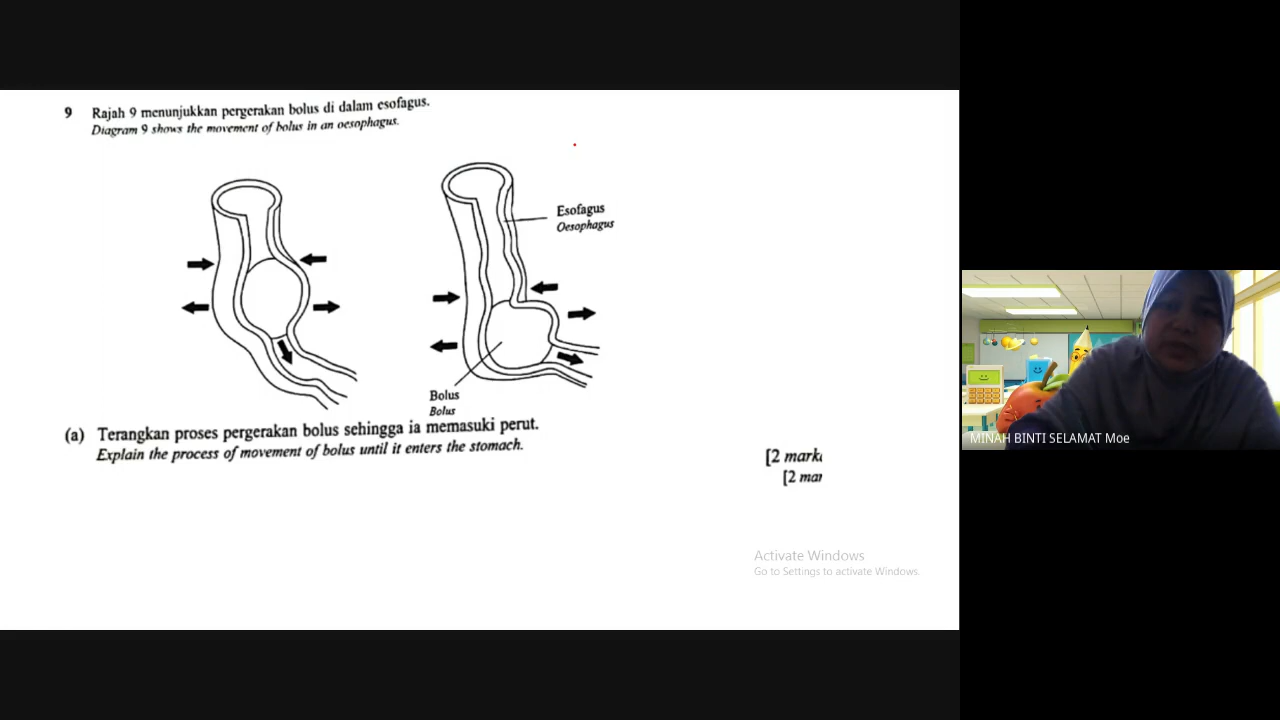 9 Rajah 9 menunjukkan pergerakan bolus di dalam esofagus.
Diagram 9 shows the movement of bolus in an oesophagus.
Esofagus
Oesophagus
Bolus
Bolus
(a) Terangkan proses pergerakan bolus sehingga ia memasuki perut.
Explain the process of movement of bolus until it enters the stomach.
[2 marka
[2 mar
Activate Windows
Go to Settings to activate Windows.
MINAH BINTI SELAMAT Moe